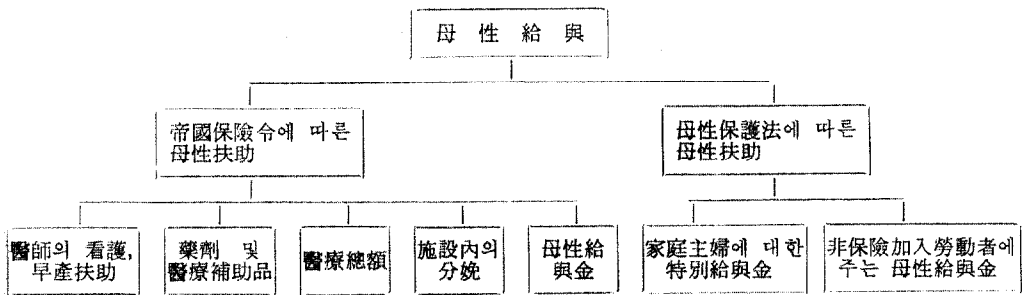 母 性 給 與
帝國保險令에 따른
母性扶助
母性保護法에 따른
母性扶助
醫師의 看護,
早產扶助
藥劑 및
醫療補助品
醫療總額
施設內의
分娩
母性給
與金
家庭主婦에 대한
特別給與金
非保險加入勞動者에
주는 母性給與金